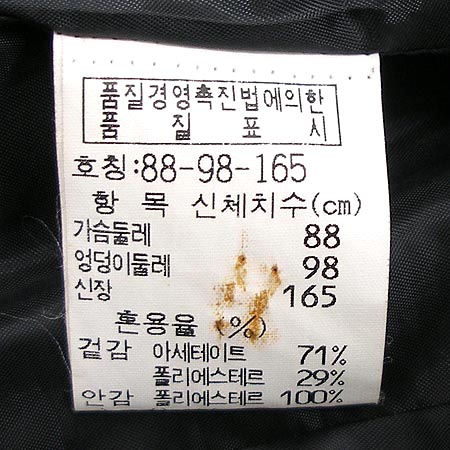 품질경영촉진법에의한
품 질 표 시
호칭:88-98-165
항 목 신체치수(cm)
가슴둘레 88
엉덩이둘레 98
신장 165
혼용율 (%)
겉감 아세테이트 71%
폴리에스테르 29%
안감 폴리에스테르 100%